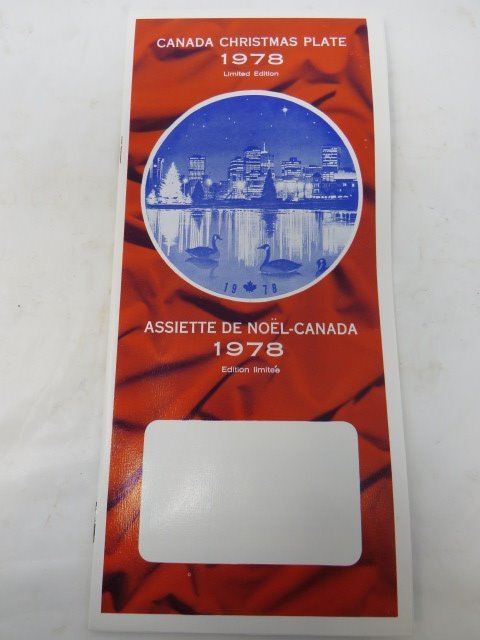 CANADA CHRISTMAS PLATE
1978
Limited Edition
1978
ASSIETTE DE NOËL-CANADA
1978
Edition limitée